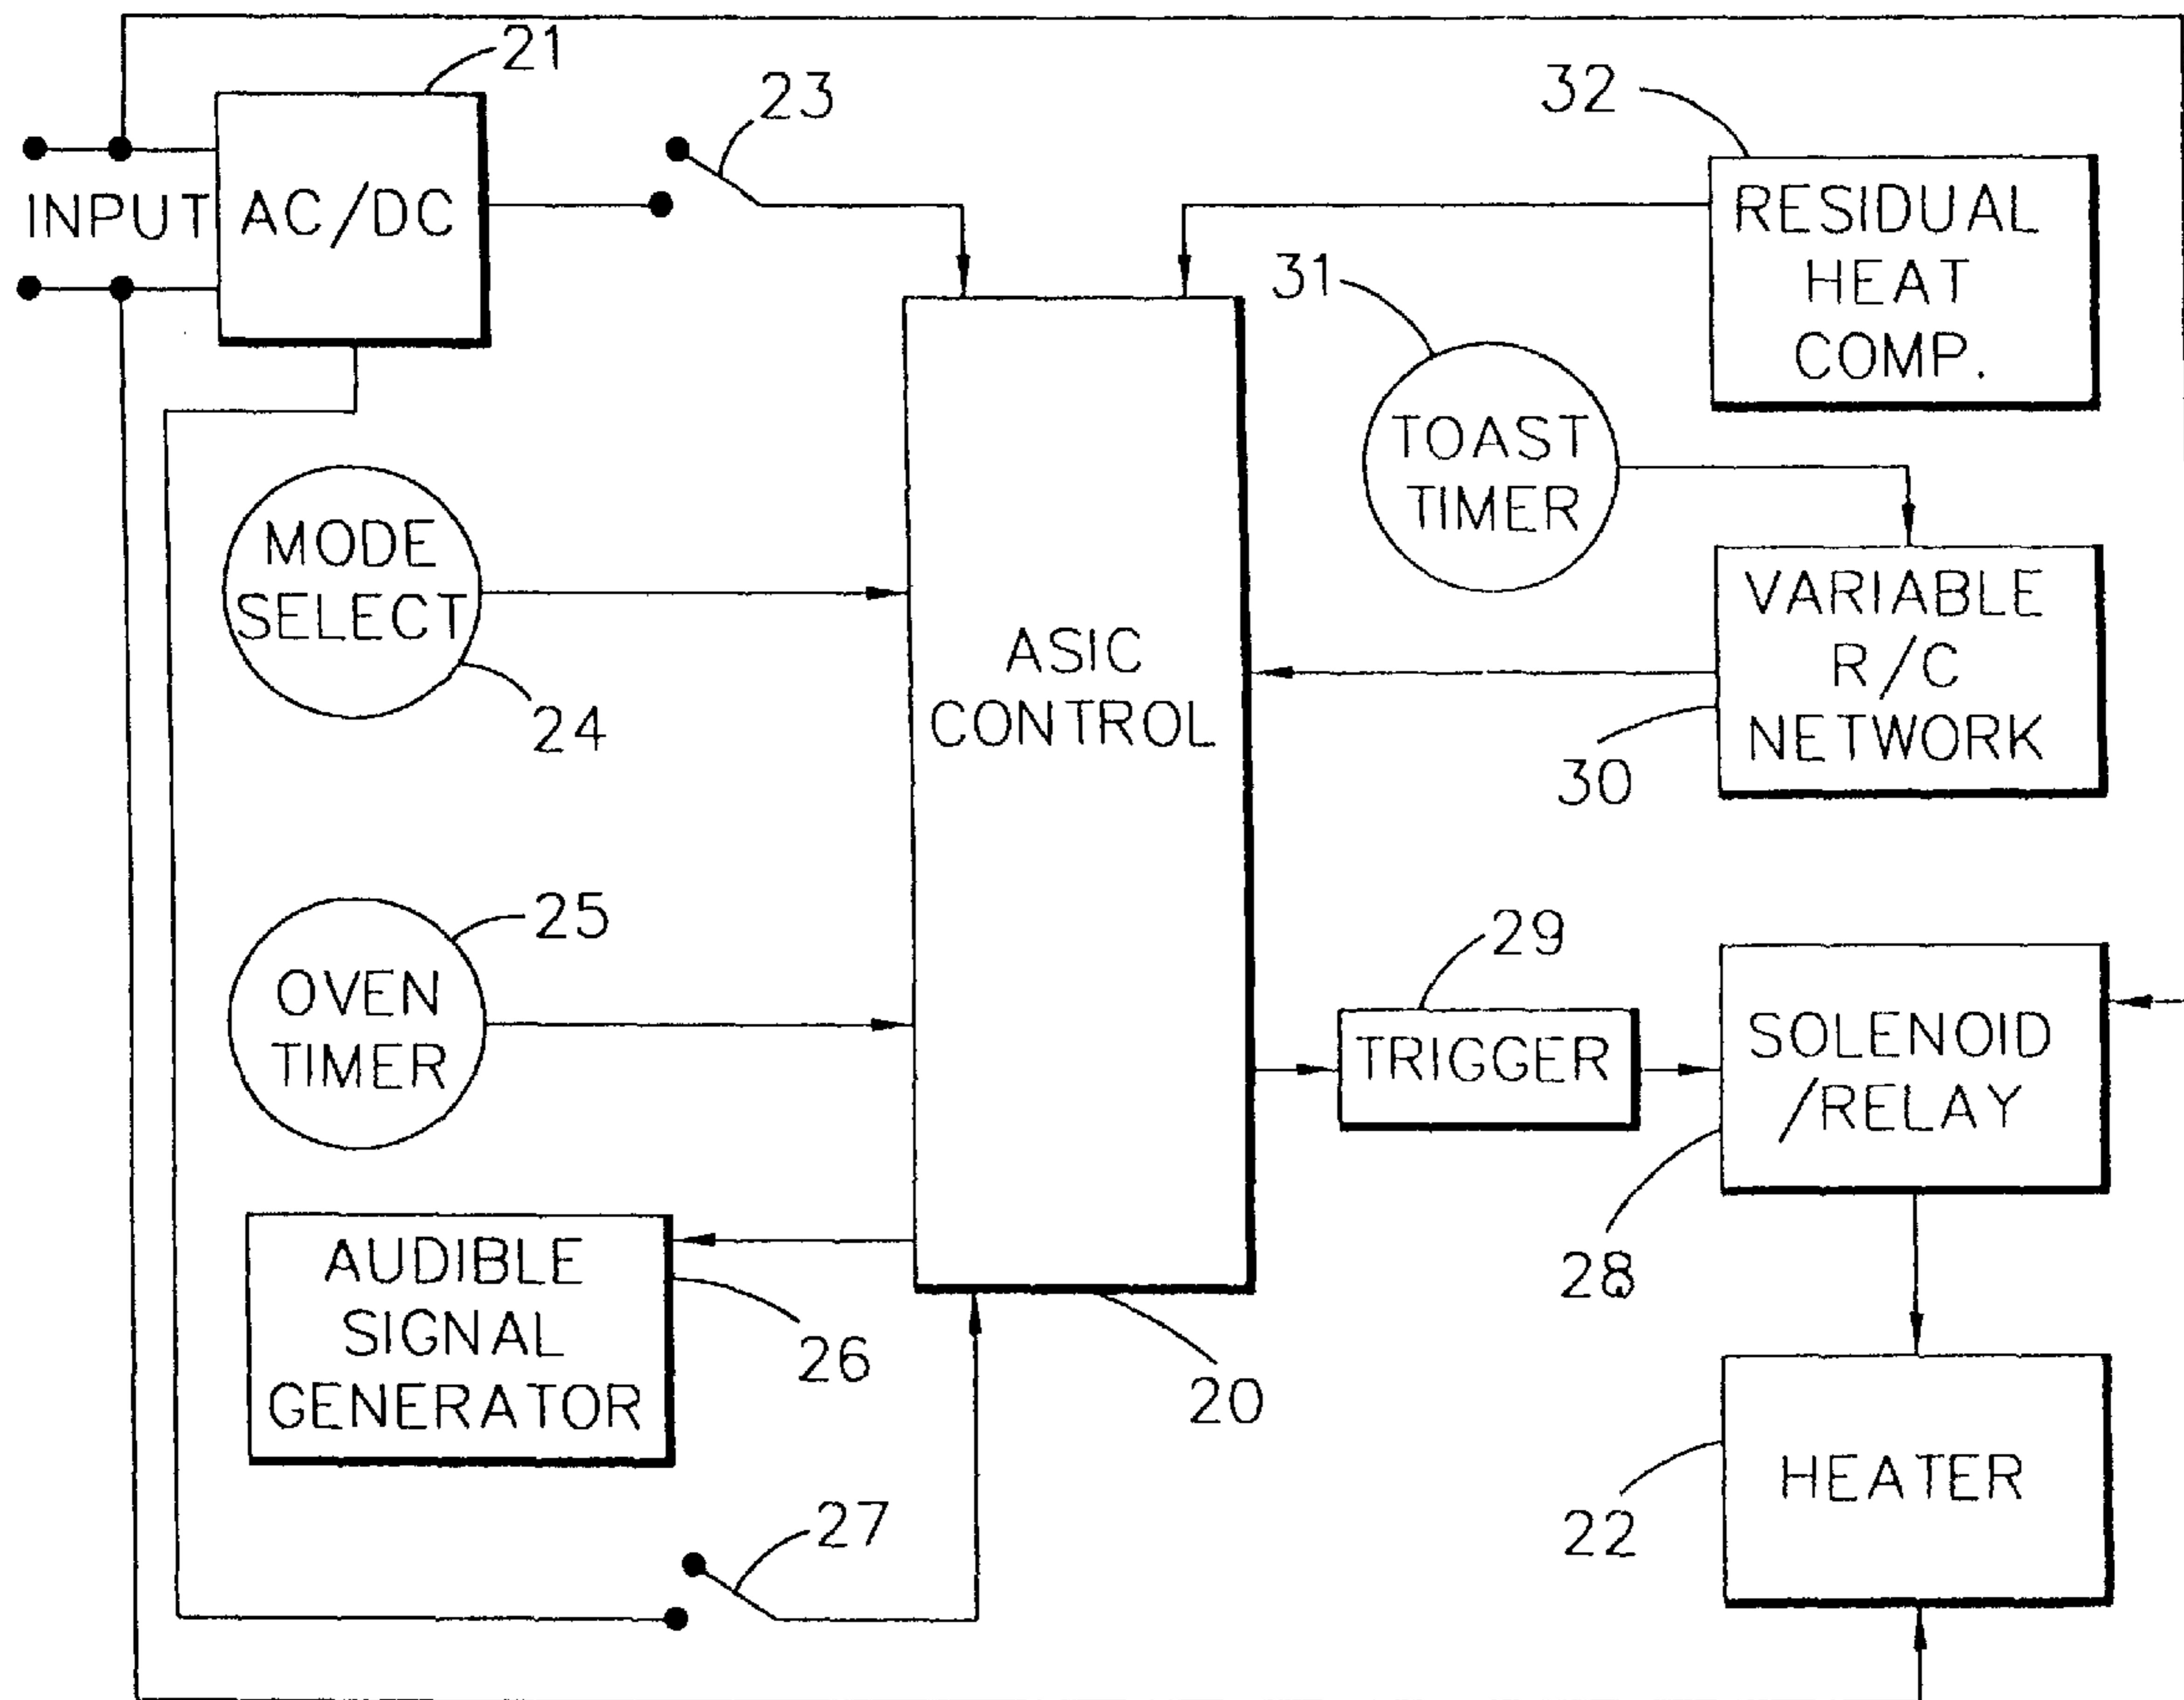 21
23
32
INPUT
AC/DC
RESIDUAL
HEAT
COMP.
31
TOAST
TIMER
MODE
SELECT
24
ASIC
CONTROL
VARIABLE
R/C
NETWORK
30
25
OVEN
TIMER
29
TRIGGER
SOLENOID
/RELAY
28
AUDIBLE
SIGNAL
GENERATOR
26
20
27
HEATER
22